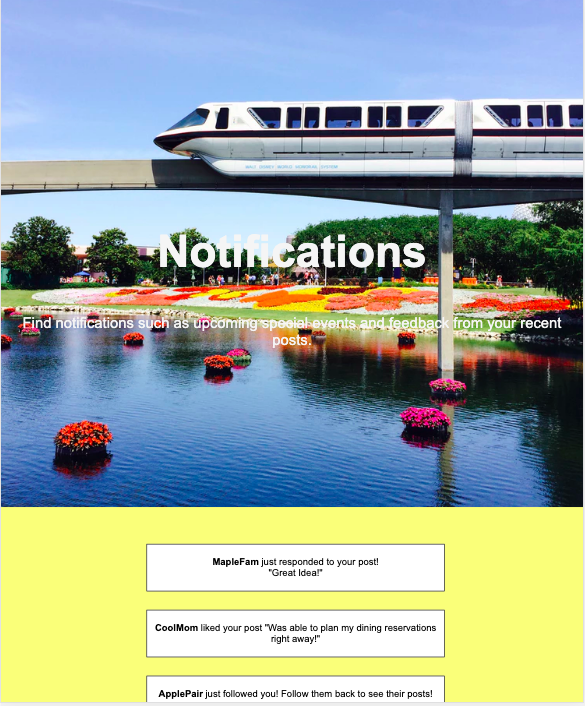 Notifications
Find notifications such as upcoming special events and feedback from your recent
posts.
MapleFam just responded to your post!
"Great Idea!"
CoolMom liked your post "Was able to plan my dining reservations
right away!"
ApplePair just followed you! Follow them back to see their posts!